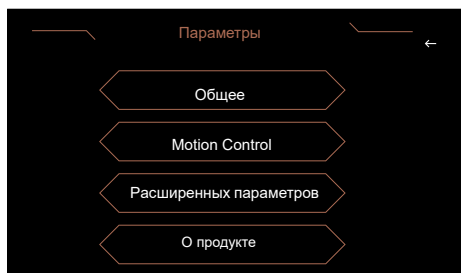 Параметры
Общее
Motion Control
Расширенных параметров
О продукте